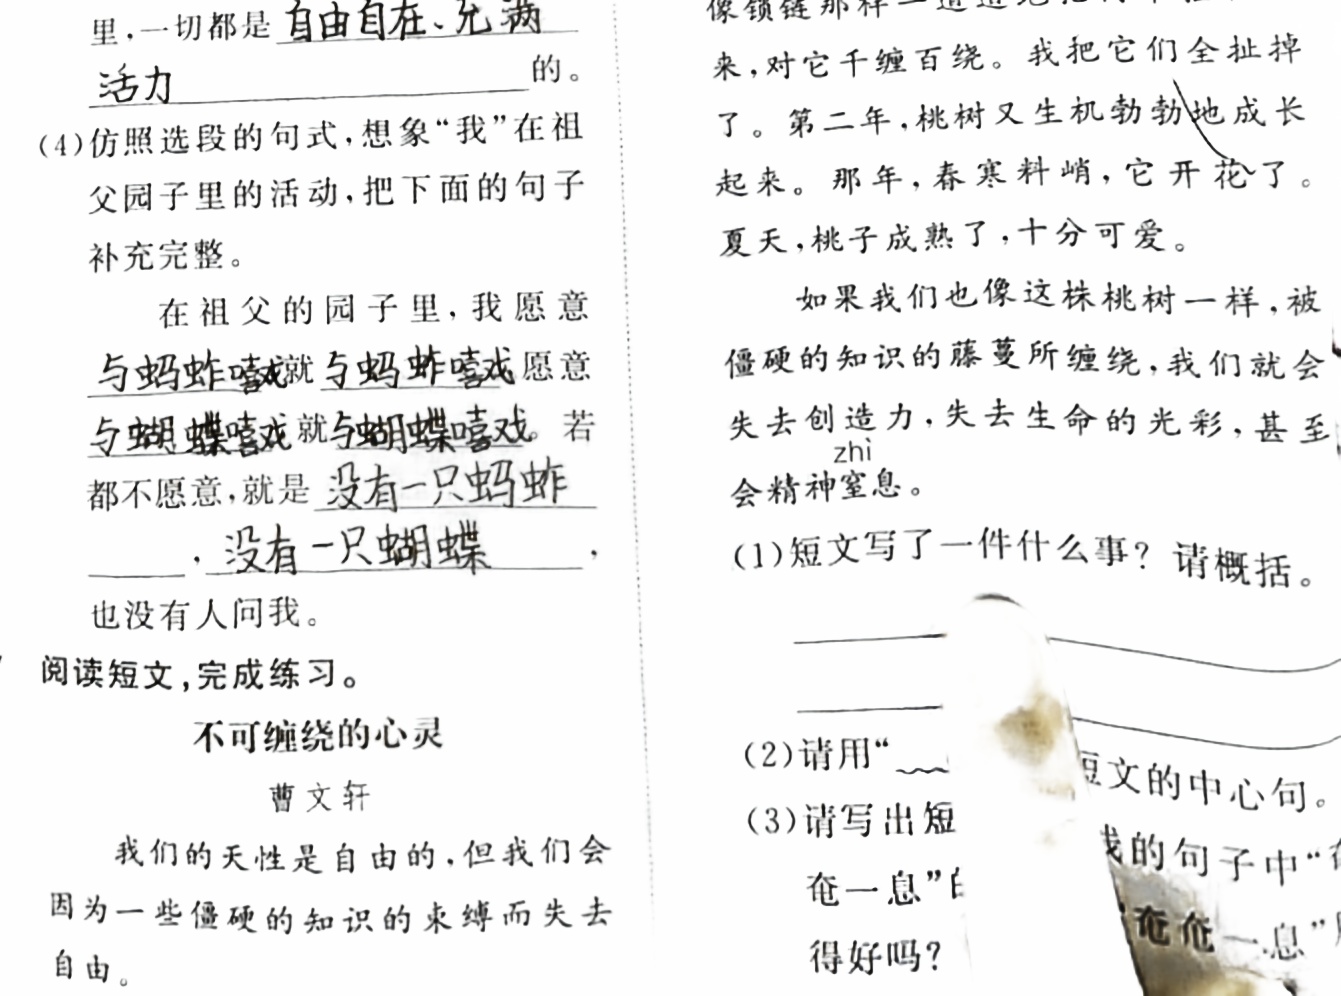 里，一切都是自由自在、充满
活力的。
(4)仿照选段的句式，想象“我”在祖
父园子里的活动，把下面的句子
补充完整。
在祖父的园子里，我愿意
与蚂蚱嘻戏就与蚂蚱嘻戏愿意
与蝴蝶嘻戏就与蝴蝶嘻戏。若
都不愿意，就是没有一只蚂蚱
，没有一只蝴蝶，
也没有人问我。
阅读短文，完成练习。
不可缠绕的心灵
曹文轩
我们的天性是自由的，但我们会
因为一些僵硬的知识的束缚而失去
自由。
像锁链那样一道道地
来，对它千缠百绕。我把它们全扯掉
了。第二年，桃树又生机勃勃地成长
起来。那年，春寒料峭，它开花了。
夏天，桃子成熟了，十分可爱。
如果我们也像这株桃树一样，被
僵硬的知识的藤蔓所缠绕，我们就会
失去创造力，失去生命的光彩，甚至
zhì
会精神窒息。
(1)短文写了一件什么事？请概括。
(2)请用“ 短文的中心句。
(3)请写出短 的句子中“
奄一息” 奄奄一息”
得好吗？